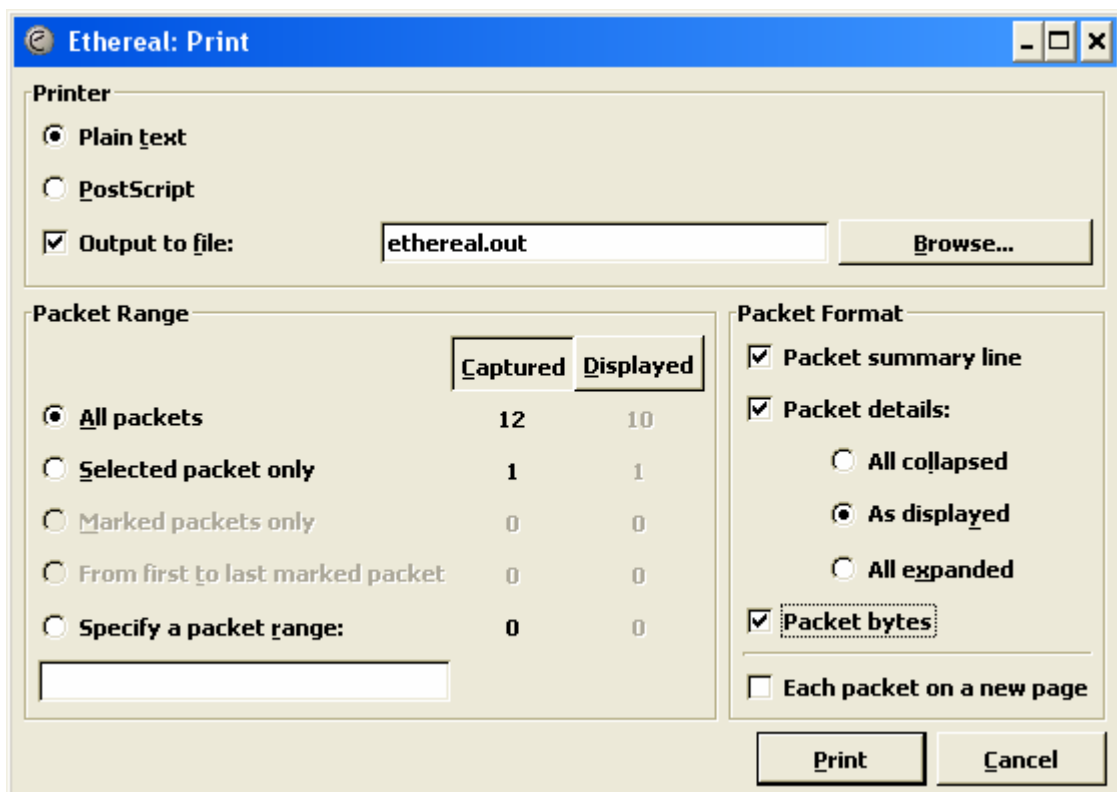 Ethereal: Print
Printer
Plain text
PostScript
Output to file: ethereal.out Browse...
Packet Range
Captured Displayed
All packets 12 10
Selected packet only 1 1
Marked packets only 0 0
From first to last marked packet 0 0
Specify a packet range: 0 0
Packet Format
Packet summary line
Packet details:
All collapsed
As displayed
All expanded
Packet bytes
Each packet on a new page
Print Cancel